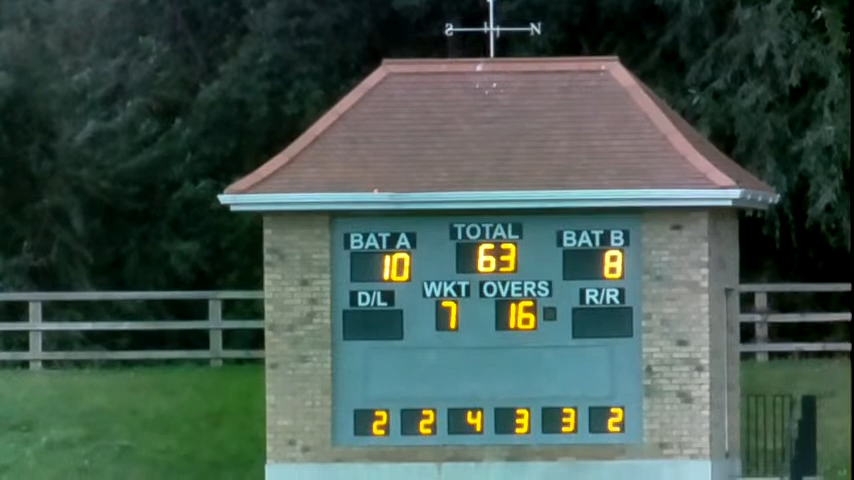 S N
BAT A TOTAL BAT B
10 63 8
D/L WKT OVERS R/R
7 16
2 2 4 3 3 2